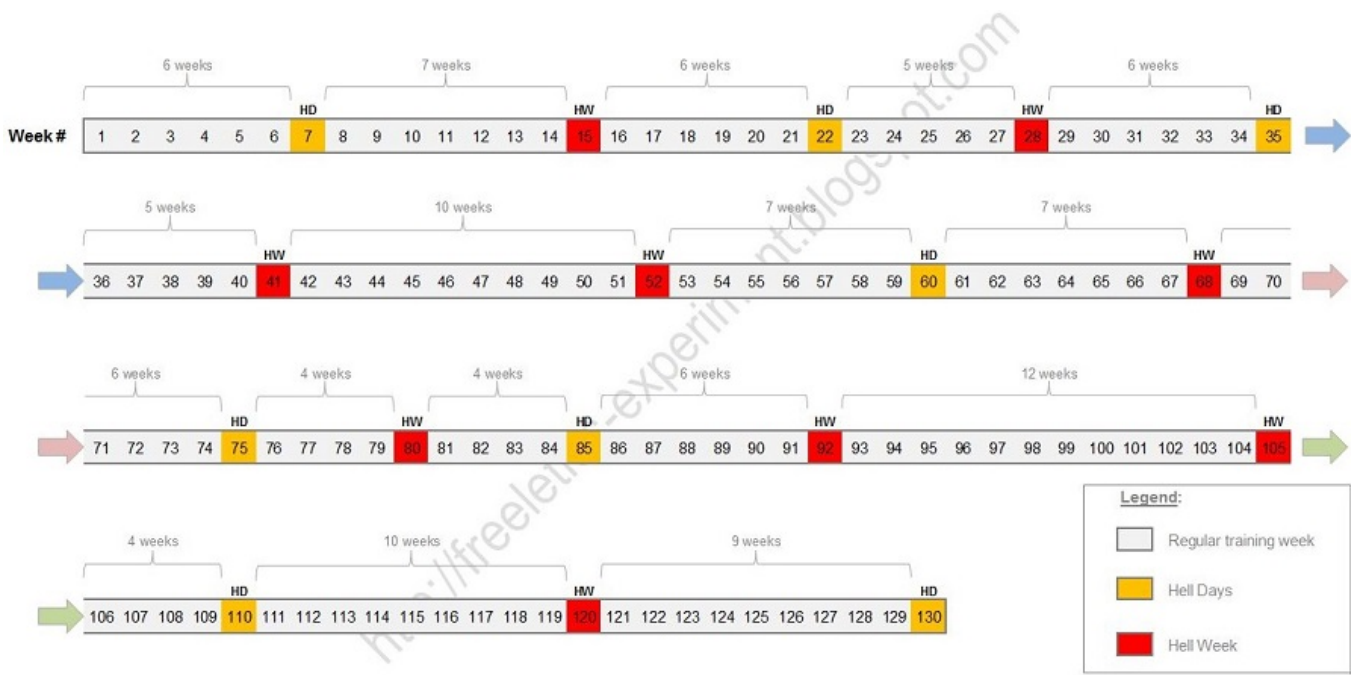 6 weeks 7 weeks 6 weeks 5 weeks 6 weeks
HD HW HD HW HD
Week # 1 2 3 4 5 6 7 8 9 10 11 12 13 14 15 16 17 18 19 20 21 22 23 24 25 26 27 28 29 30 31 32 33 34 35
5 weeks 10 weeks 7 weeks 7 weeks
HW HW HD HW
36 37 38 39 40 41 42 43 44 45 46 47 48 49 50 51 52 53 54 55 56 57 58 59 60 61 62 63 64 65 66 67 68 69 70
6 weeks 4 weeks 4 weeks 6 weeks 12 weeks
HD HW HD HW HW
71 72 73 74 75 76 77 78 79 80 81 82 83 84 85 86 87 88 89 90 91 92 93 94 95 96 97 98 99 100 101 102 103 104 105
4 weeks 10 weeks 9 weeks
HD HW HD
106 107 108 109 110 111 112 113 114 115 116 117 118 119 120 121 122 123 124 125 126 127 128 129 130
Legend:
Regular training week
Hell Days
Hell Week